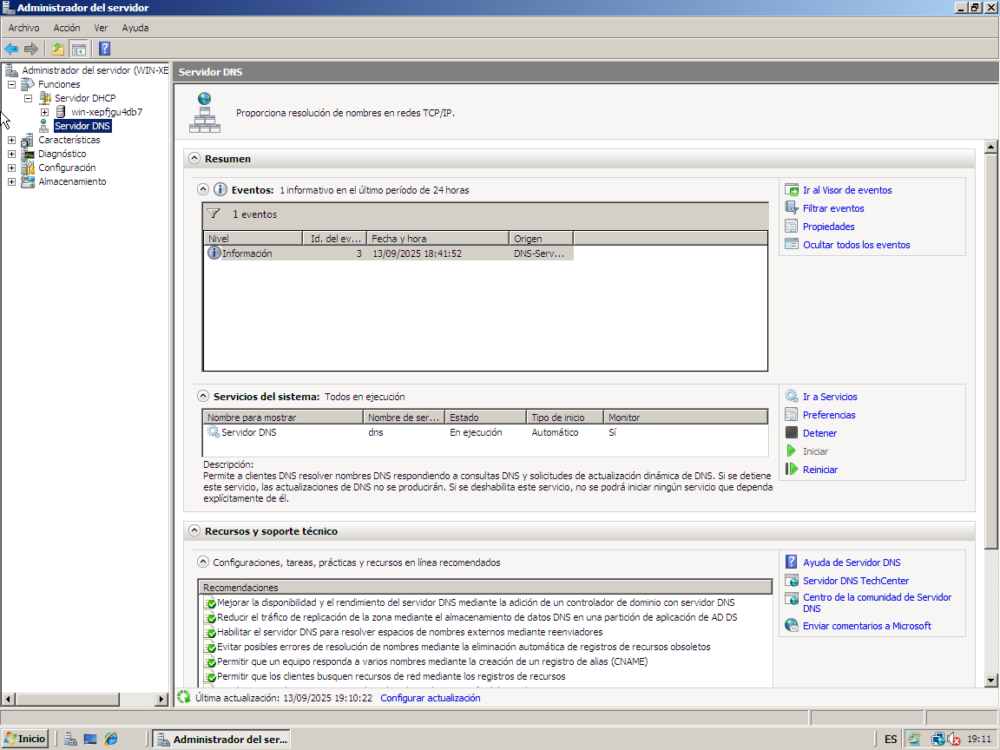 Administrador del servidor
Archivo Acción Ver Ayuda
Administrador del servidor (WIN-XE
Funciones
Servidor DHCP
win-xepfjgu4db7
Servidor DNS
Características
Diagnóstico
Configuración
Almacenamiento
Servidor DNS
Proporciona resolución de nombres en redes TCP/IP.
Resumen
Eventos: 1 informativo en el último período de 24 horas
1 eventos
Nivel Id. del ev... Fecha y hora Origen
Información 3 13/09/2025 18:41:52 DNS-Serv...
Ir al Visor de eventos
Filtrar eventos
Propiedades
Ocultar todos los eventos
Servicios del sistema: Todos en ejecución
Nombre para mostrar Nombre de ser... Estado Tipo de inicio Monitor
Servidor DNS dns En ejecución Automático Sí
Descripción:
Permite a clientes DNS resolver nombres DNS respondiendo a consultas DNS y solicitudes de actualización dinámica de DNS. Si se detiene
este servicio, las actualizaciones de DNS no se producirán. Si se deshabilita este servicio, no se podrá iniciar ningún servicio que dependa
explícitamente de él.
Ir a Servicios
Preferencias
Detener
Iniciar
Reiniciar
Recursos y soporte técnico
Configuraciones, tareas, prácticas y recursos en línea recomendados
Recomendaciones
Mejorar la disponibilidad y el rendimiento del servidor DNS mediante la adición de un controlador de dominio con servidor DNS
Reducir el tráfico de replicación de la zona mediante el almacenamiento de datos DNS en una partición de aplicación de AD DS
Habilitar el servidor DNS para resolver espacios de nombres externos mediante reenviadores
Evitar posibles errores de resolución de nombres mediante la eliminación automática de registros de recursos obsoletos
Permitir que un equipo responda a varios nombres mediante la creación de un registro de alias (CNAME)
Permitir que los clientes busquen recursos de red mediante los registros de recursos
Ayuda de Servidor DNS
Servidor DNS TechCenter
Centro de la comunidad de Servidor
DNS
Enviar comentarios a Microsoft
Última actualización: 13/09/2025 19:10:22 Configurar actualización
Inicio
Administrador del ser...
ES
19:11